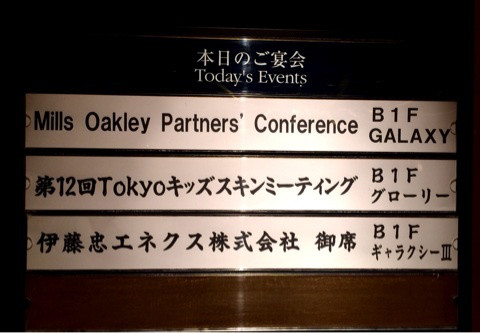 本日のご宴会
Today's Events
Mills Oakley Partners' Conference B1F GALAXY
第12回Tokyoキッズスキンミーティング B1F グローリー
伊藤忠エネクス株式会社 御席 B1F ギャラクシーⅢ